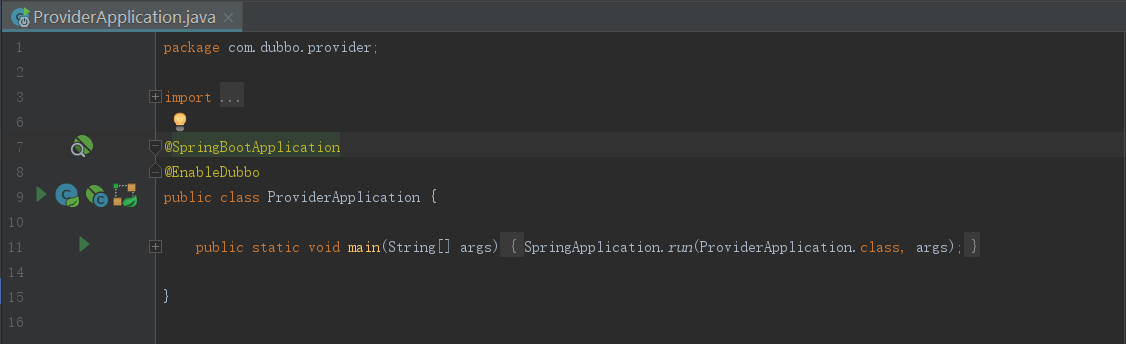 ProviderApplication.java
1 package com.dubbo.provider;
2
3 import ...
6
7 @SpringBootApplication
8 @EnableDubbo
9 public class ProviderApplication {
10
11 public static void main(String[] args) { SpringApplication.run(ProviderApplication.class, args); }
14
15 }
16